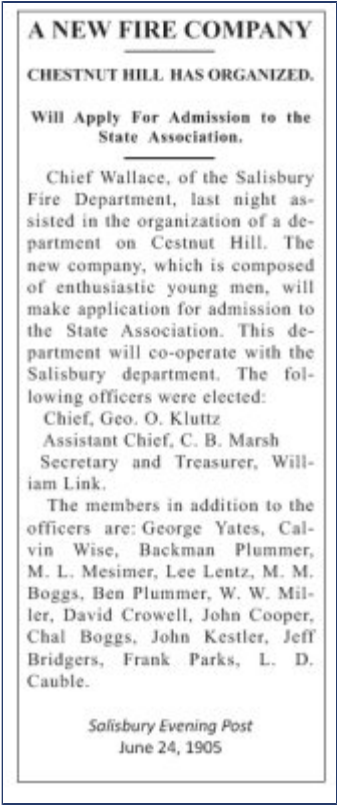 A NEW FIRE COMPANY
CHESTNUT HILL HAS ORGANIZED.
Will Apply For Admission to the
State Association.
Chief Wallace, of the Salisbury
Fire Department, last night as-
sisted in the organization of a de-
partment on Cestnut Hill. The
new company, which is composed
of enthusiastic young men, will
make application for admission to
the State Association. This de-
partment will co-operate with the
Salisbury department. The fol-
lowing officers were elected:
Chief, Geo. O. Kluttz
Assistant Chief, C. B. Marsh
Secretary and Treasurer, Will-
iam Link.
The members in addition to the
officers are: George Yates, Cal-
vin Wise, Backman Plummer,
M. L. Mesimer, Lee Lentz, M. M.
Boggs, Ben Plummer, W. W. Mil-
ler, David Crowell, John Cooper,
Chal Boggs, John Kestler, Jeff
Bridgers, Frank Parks, L. D.
Cauble.
Salisbury Evening Post
June 24, 1905